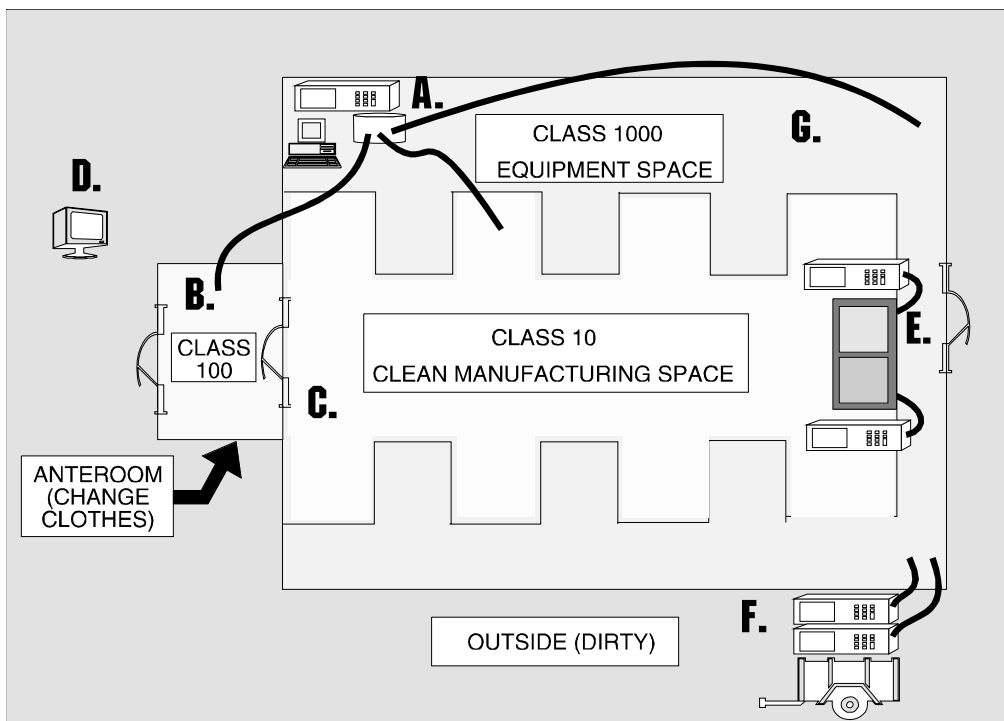 A.
CLASS 1000
EQUIPMENT SPACE
G.
D.
B.
CLASS
100
CLASS 10
CLEAN MANUFACTURING SPACE
E.
C.
ANTEROOM
(CHANGE
CLOTHES)
F.
OUTSIDE (DIRTY)